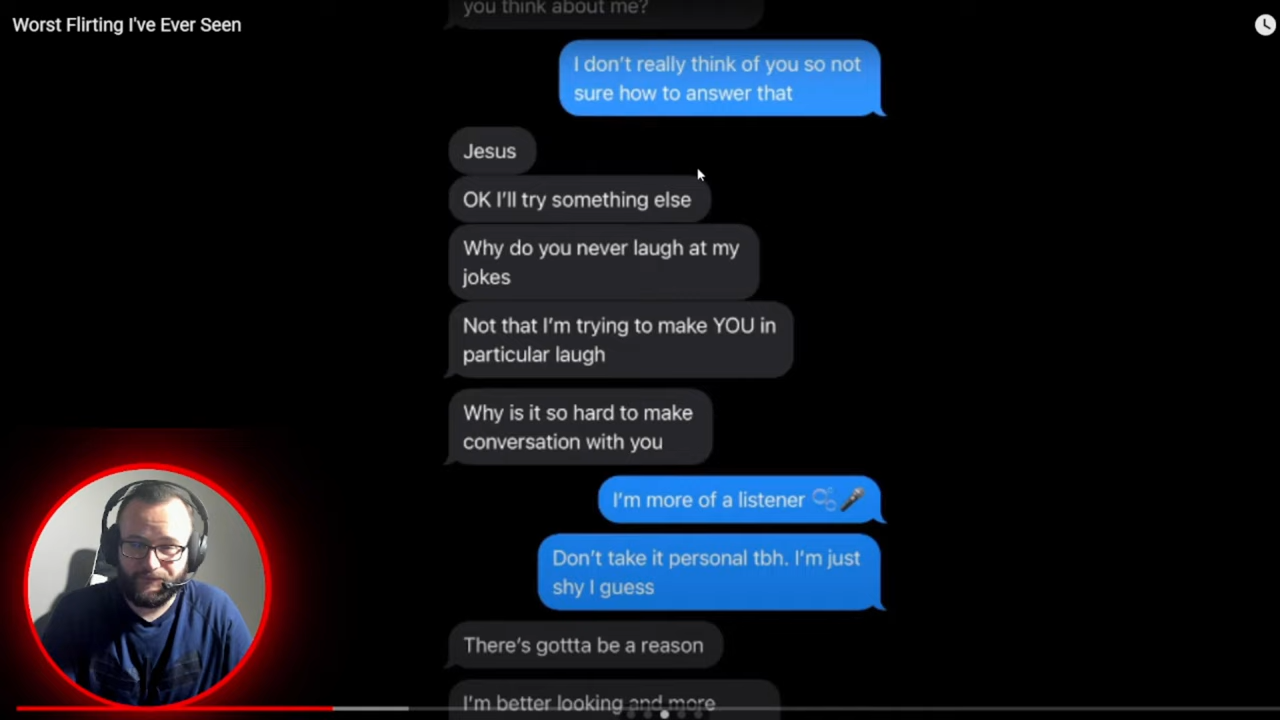 Worst Flirting I've Ever Seen
you think about me?
I don't really think of you so not
sure how to answer that
Jesus
OK I'll try something else
Why do you never laugh at my
jokes
Not that I'm trying to make YOU in
particular laugh
Why is it so hard to make
conversation with you
I'm more of a listener
Don't take it personal tbh. I'm just
shy I guess
There's gottta be a reason
I'm better looking and more